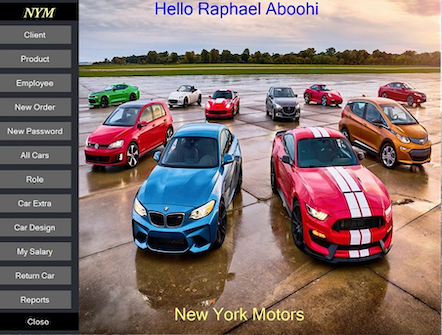 NYM
Hello Raphael Aboohi
Client
Product
Employee
New Order
New Password
All Cars
Role
Car Extra
Car Design
My Salary
Return Car
Reports
Close
New York Motors